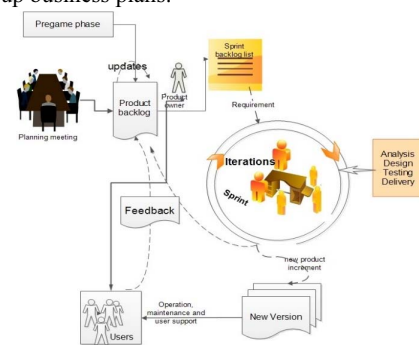 up business plans.
Pregame phase
updates
Sprint
backlog list
Product
backlog
Product
owner
Planning meeting
Requirement
Iterations
Sprint
Analysis
Design
Testing
Delivery
Feedback
new product
increment
Operation,
maintenance and
user support
New Version
Users